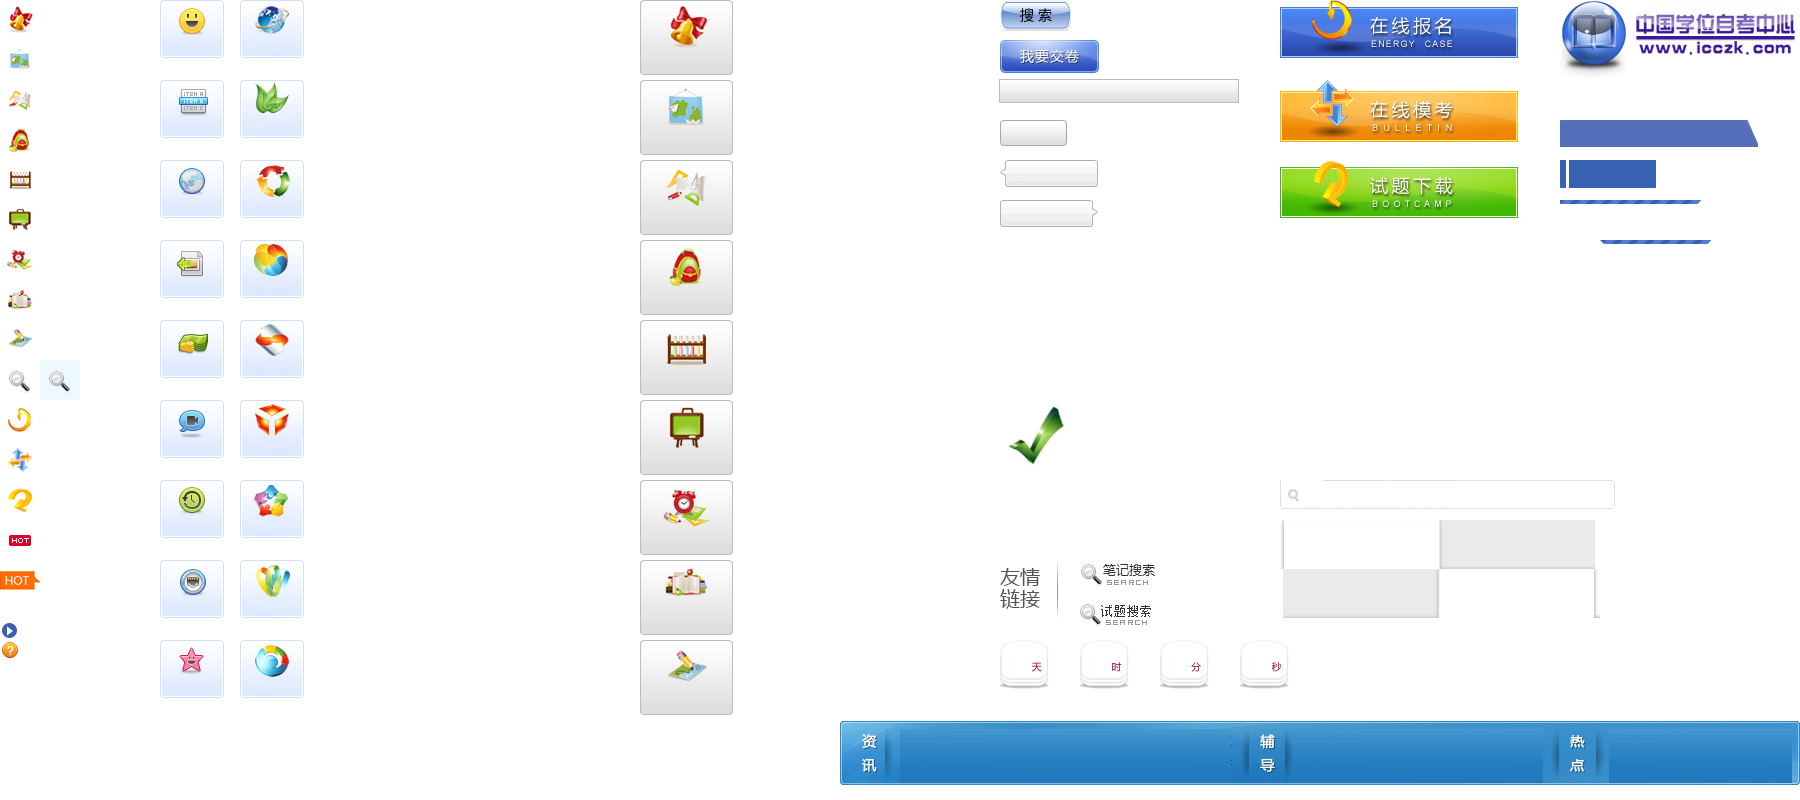 搜 索
我要交卷
在线报名
ENERGY CASE
在线模考
BULLETIN
试题下载
BOOTCAMP
中国学位自考中心
www.icczk.com
ITEM A
ITEM B
ITEM C
HOT
HOT
?
友情
链接
笔记搜索
SEARCH
试题搜索
SEARCH
天
时
分
秒
资
讯
辅
导
热
点